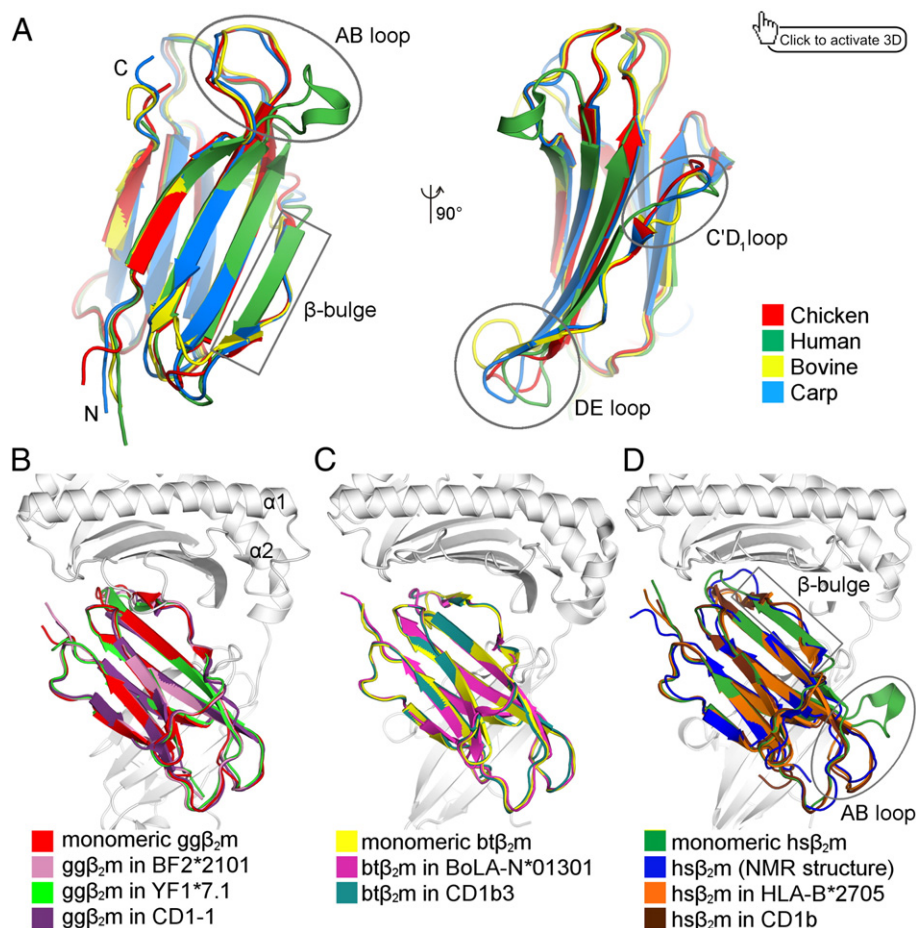 A
AB loop
C
Click to activate 3D
90°
C'D₁loop
β-bulge
N
DE loop
Chicken
Human
Bovine
Carp
B
α1
α2
monomeric ggβ₂m
ggβ₂m in BF2*2101
ggβ₂m in YF1*7.1
ggβ₂m in CD1-1
C
monomeric btβ₂m
btβ₂m in BoLA-N*01301
btβ₂m in CD1b3
D
β-bulge
AB loop
monomeric hsβ₂m
hsβ₂m (NMR structure)
hsβ₂m in HLA-B*2705
hsβ₂m in CD1b